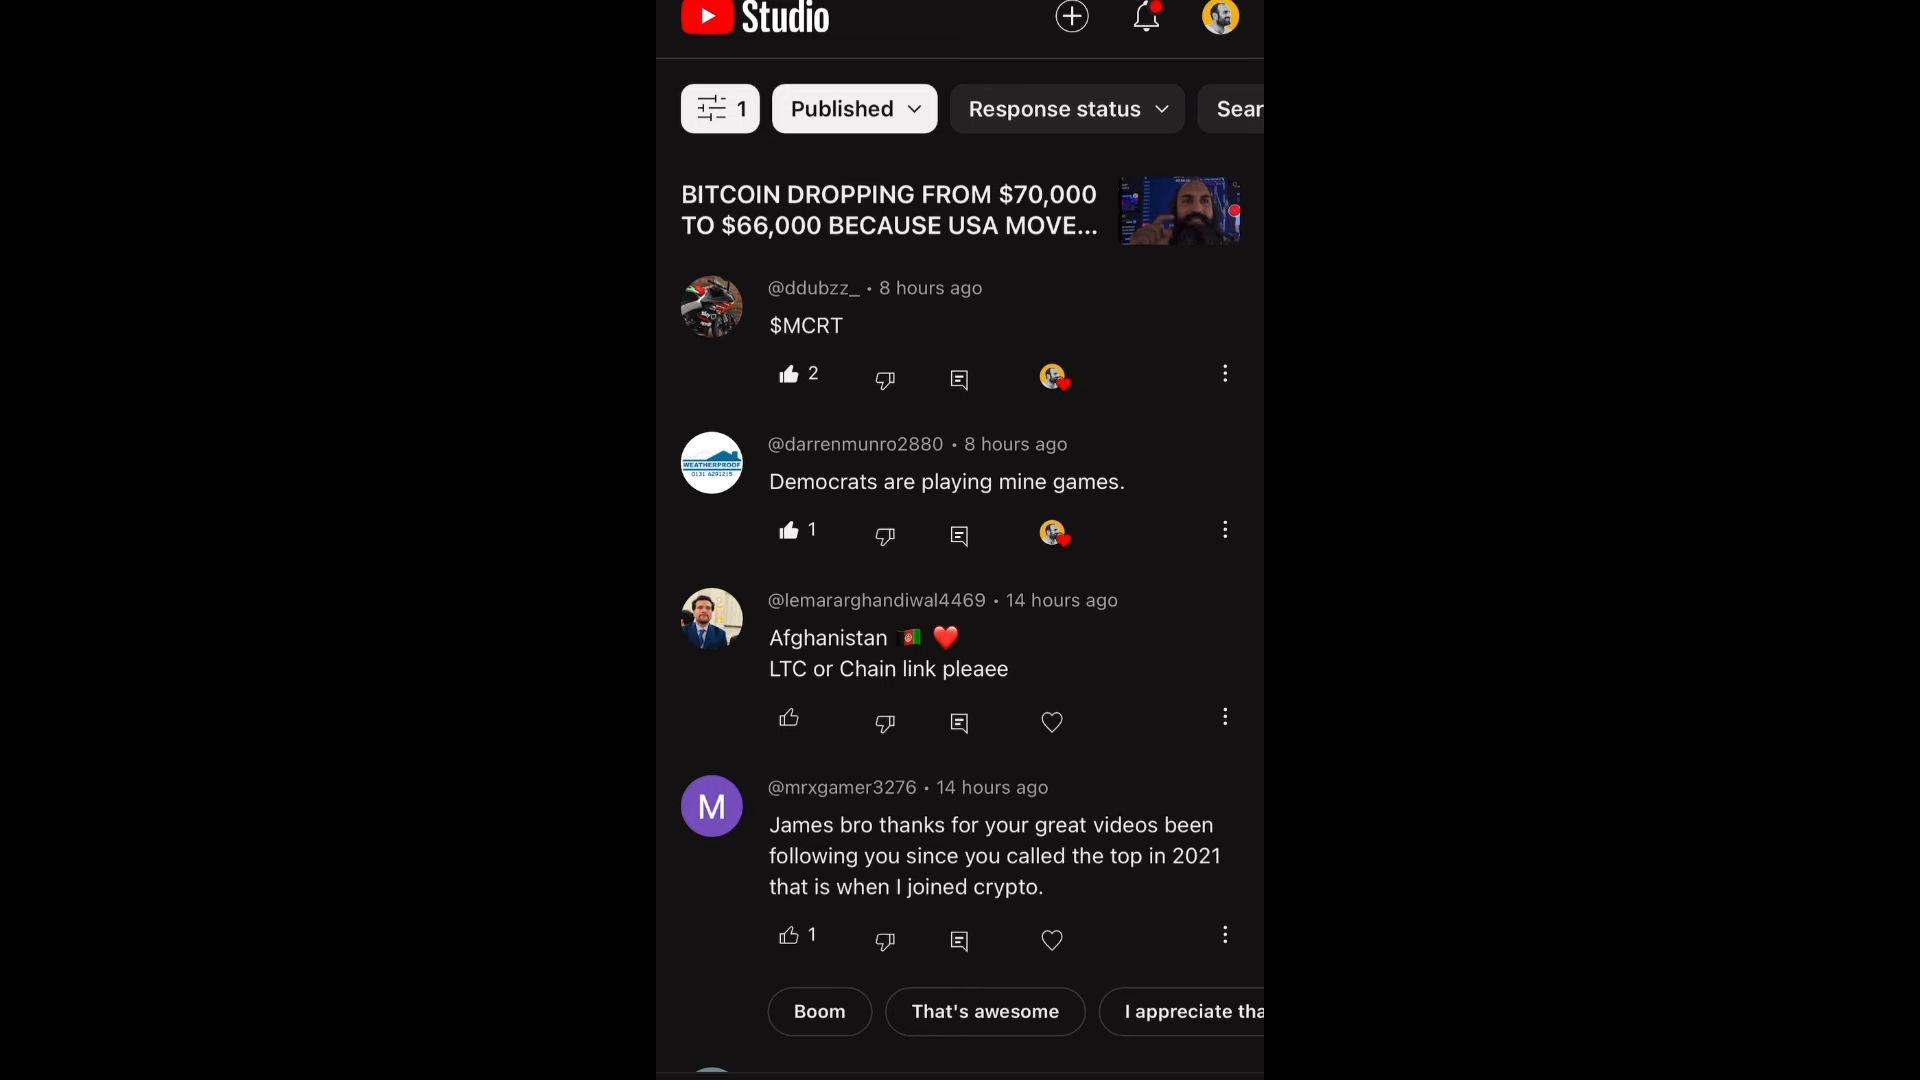 Studio
1 Published Response status Sear
BITCOIN DROPPING FROM $70,000
TO $66,000 BECAUSE USA MOVE...
@ddubzz_ • 8 hours ago
$MCRT
2
WEATHERPROOF
0131 6291215
@darrenmunro2880 • 8 hours ago
Democrats are playing mine games.
1
@lemararghandiwal4469 • 14 hours ago
Afghanistan 🇦🇫 ❤️
LTC or Chain link pleaee
M
@mrxgamer3276 • 14 hours ago
James bro thanks for your great videos been
following you since you called the top in 2021
that is when I joined crypto.
1
Boom That's awesome I appreciate tha